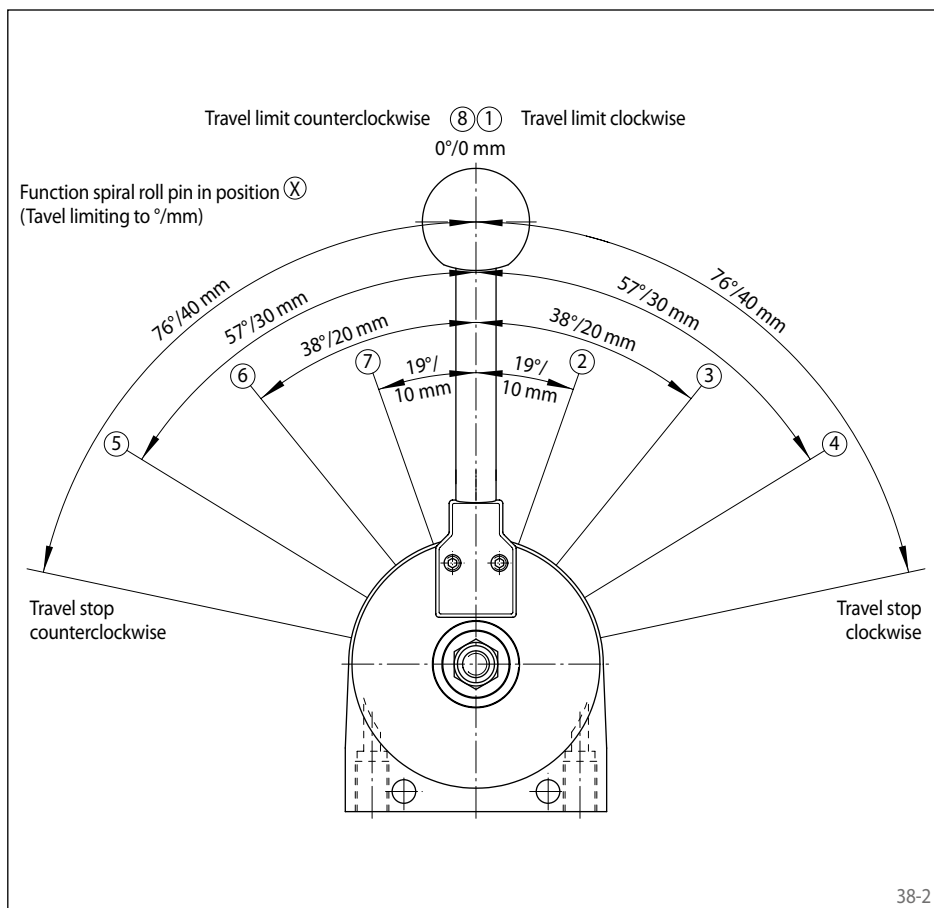 Travel limit counterclockwise 8 1 Travel limit clockwise
0°/0 mm
Function spiral roll pin in position X
(Tavel limiting to °/mm)
76°/40 mm
57°/30 mm
38°/20 mm
19°/
10 mm
19°/
10 mm
38°/20 mm
57°/30 mm
76°/40 mm
5
6
7
2
3
4
Travel stop
counterclockwise
Travel stop
clockwise
38-2